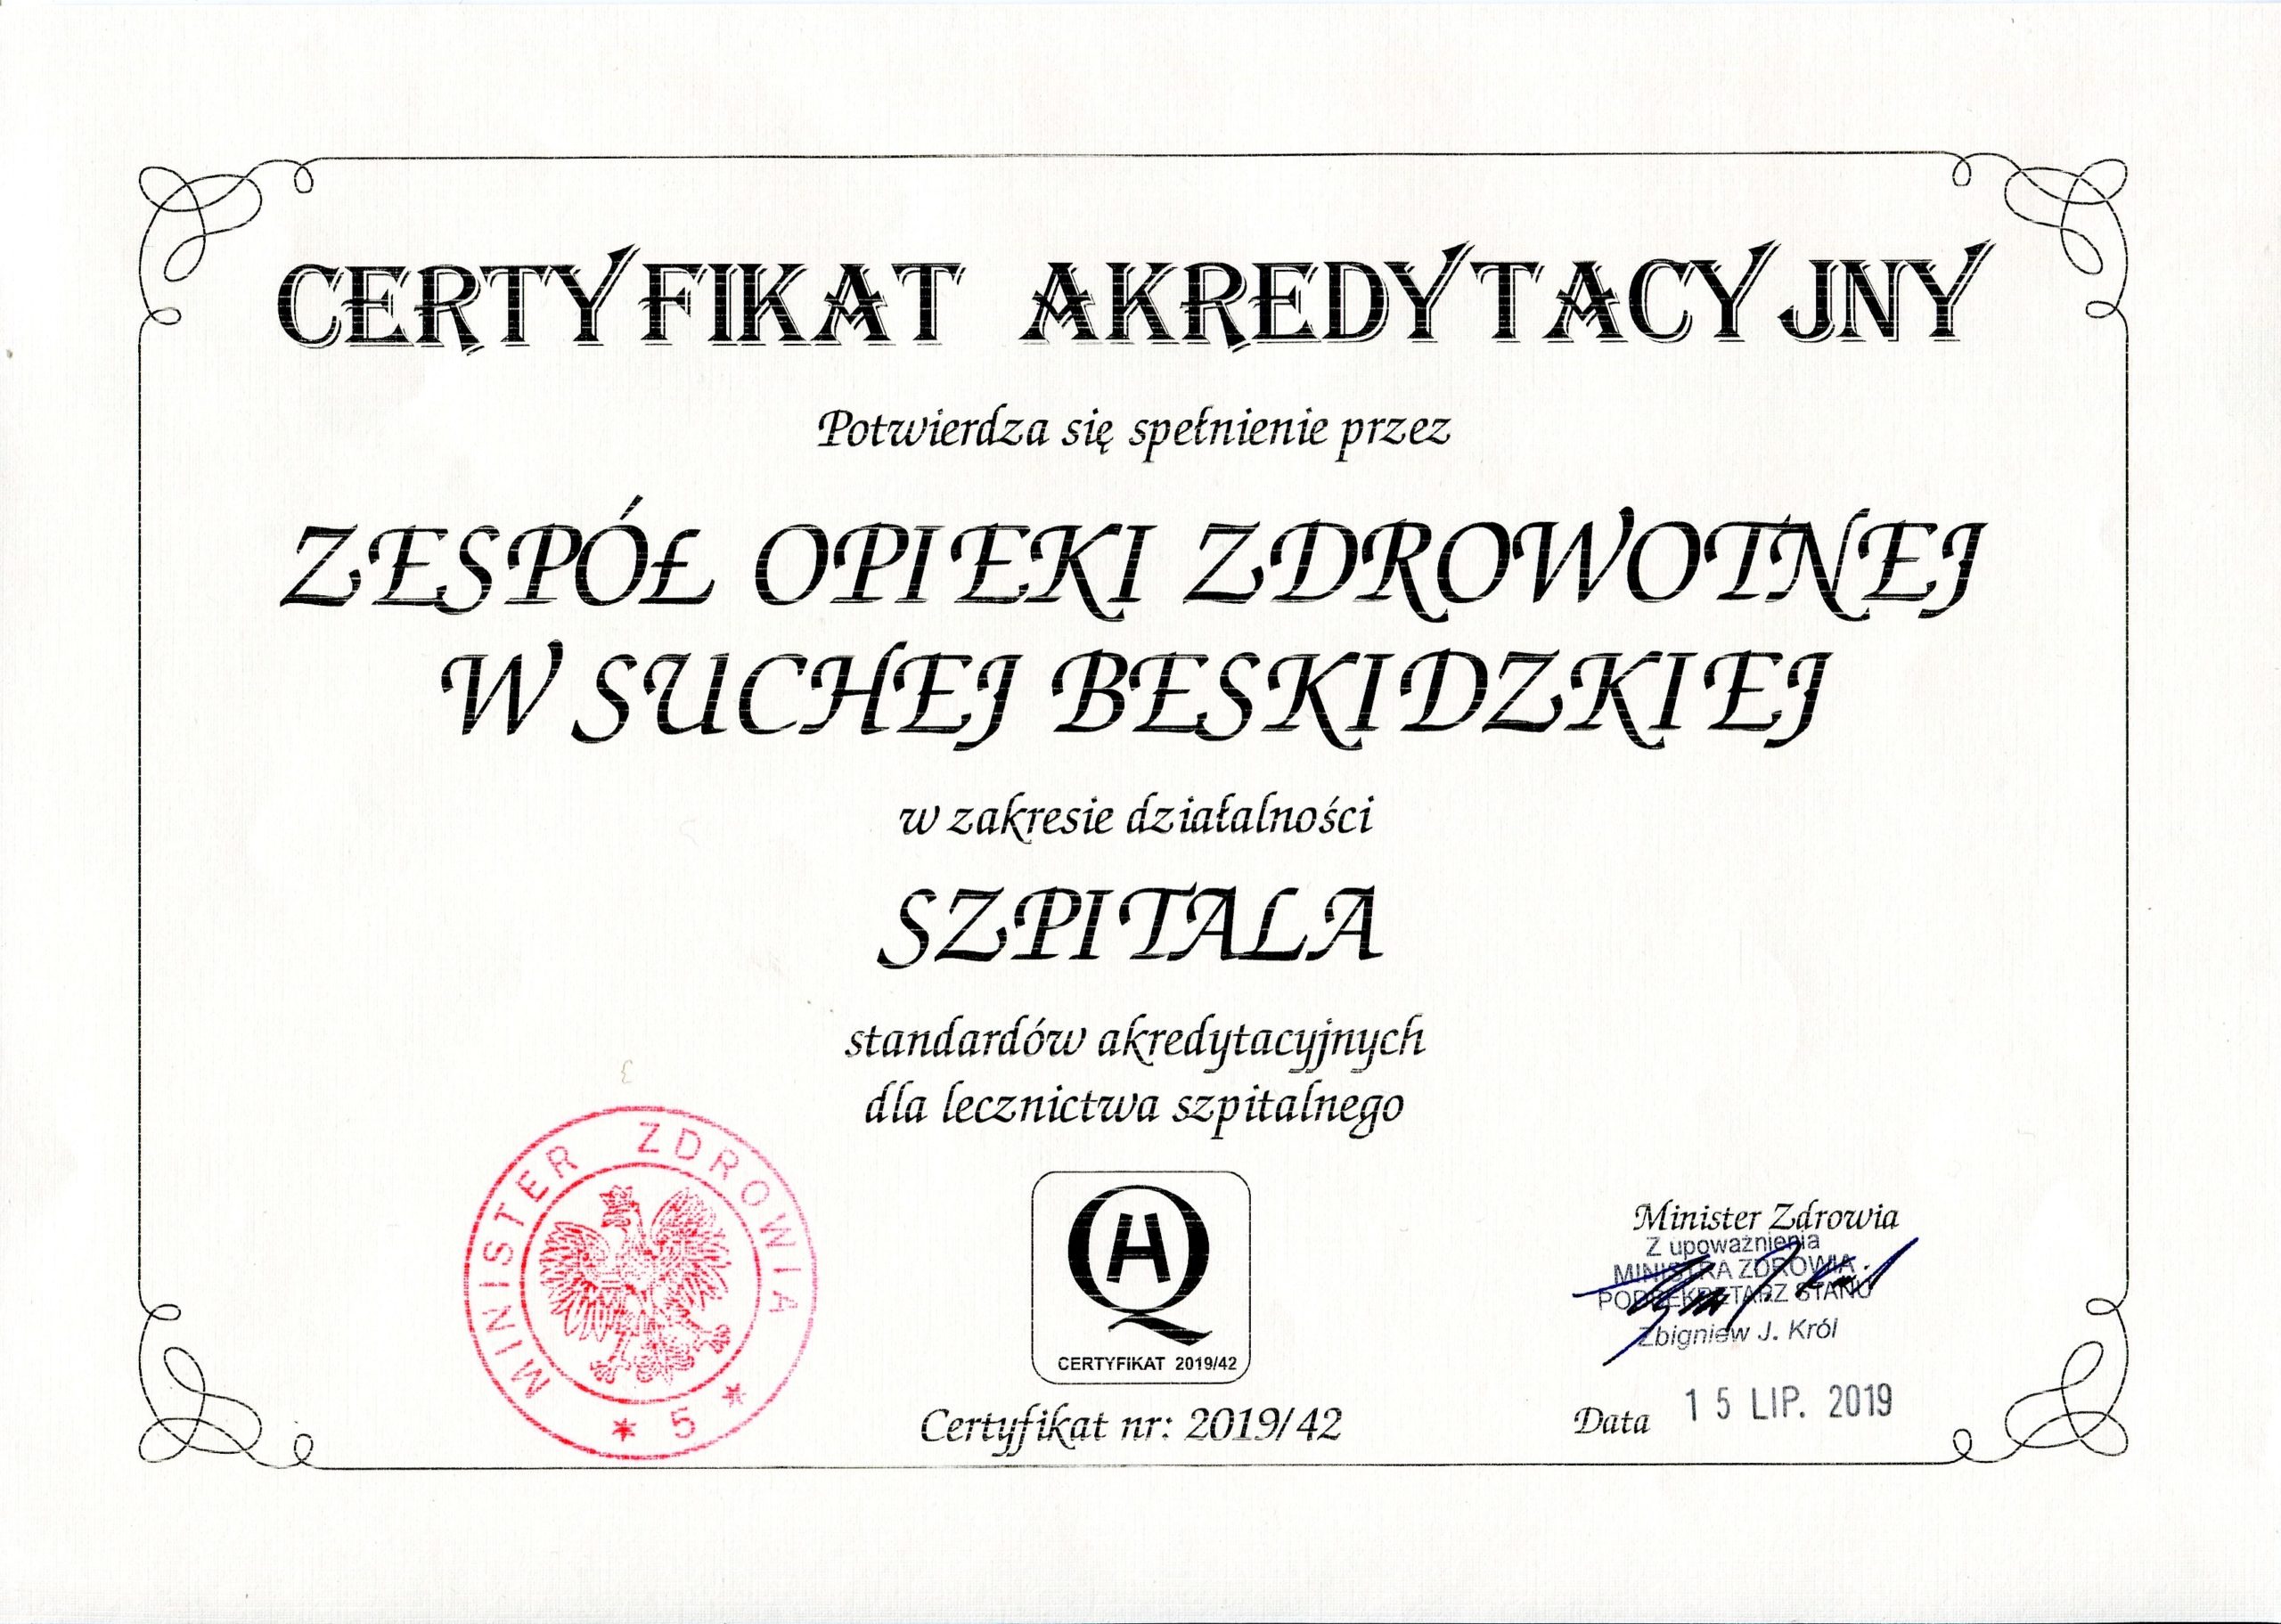 CERTYFIKAT AKREDYTACYJNY
Potwierdza się spełnienie przez
ZESPÓŁ OPIEKI ZDROWOTNEJ
W SUCHEJ BESKIDZKIEJ
w zakresie działalności
SZPITALA
standardów akredytacyjnych
dla lecznictwa szpitalnego
MINISTER ZDROWIA
* 5 *
HQ
CERTYFIKAT 2019/42
Certyfikat nr: 2019/42
Minister Zdrowia
Z upoważnienia
MINISTRA ZDROWIA
PODSEKRETARZ STANU
Zbigniew J. Król
Data 15 LIP. 2019